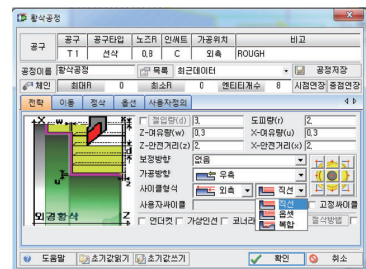 황삭공정
공구 공구타입 노즈R 인써트 가공위치 비고
공구 T 1 선삭 0,8 C 외측 ROUGH
공정이름 황삭공정 목록 최근데이터 공정저장
체인 최대R 0 최소R 0 엔티티개수 8 시점연장 종점연장
전략 이동 정삭 옵션 사용자정의
절입량(d) 3, 도피량(r) 2,
Z-여유량(w) 0,3 X-여유량(u) 0,3
Z-안전거리(z) 2, X-안전거리(x) 2,
보정방향 없음
가공방향 우측
사이클형식 외측 직선
사용자싸이클 직선 고정싸이클
옵셋
언더컷 가상인선 코너라 복합 절삭방법
+X w
u
r
K
Z
외경황삭
도움말 초기값읽기 초기값쓰기 확인 취소